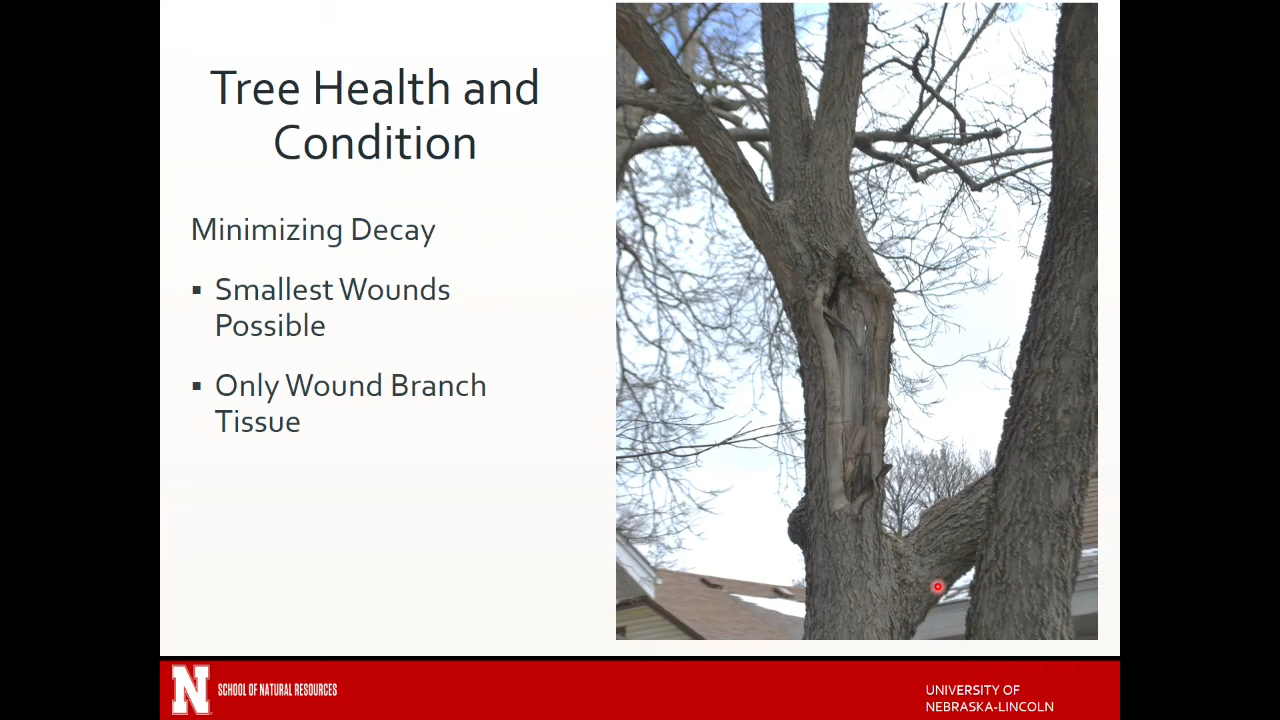 Tree Health and
Condition
Minimizing Decay
▪ Smallest Wounds
Possible
▪ Only Wound Branch
Tissue
N
SCHOOL OF NATURAL RESOURCES
UNIVERSITY OF
NEBRASKA-LINCOLN